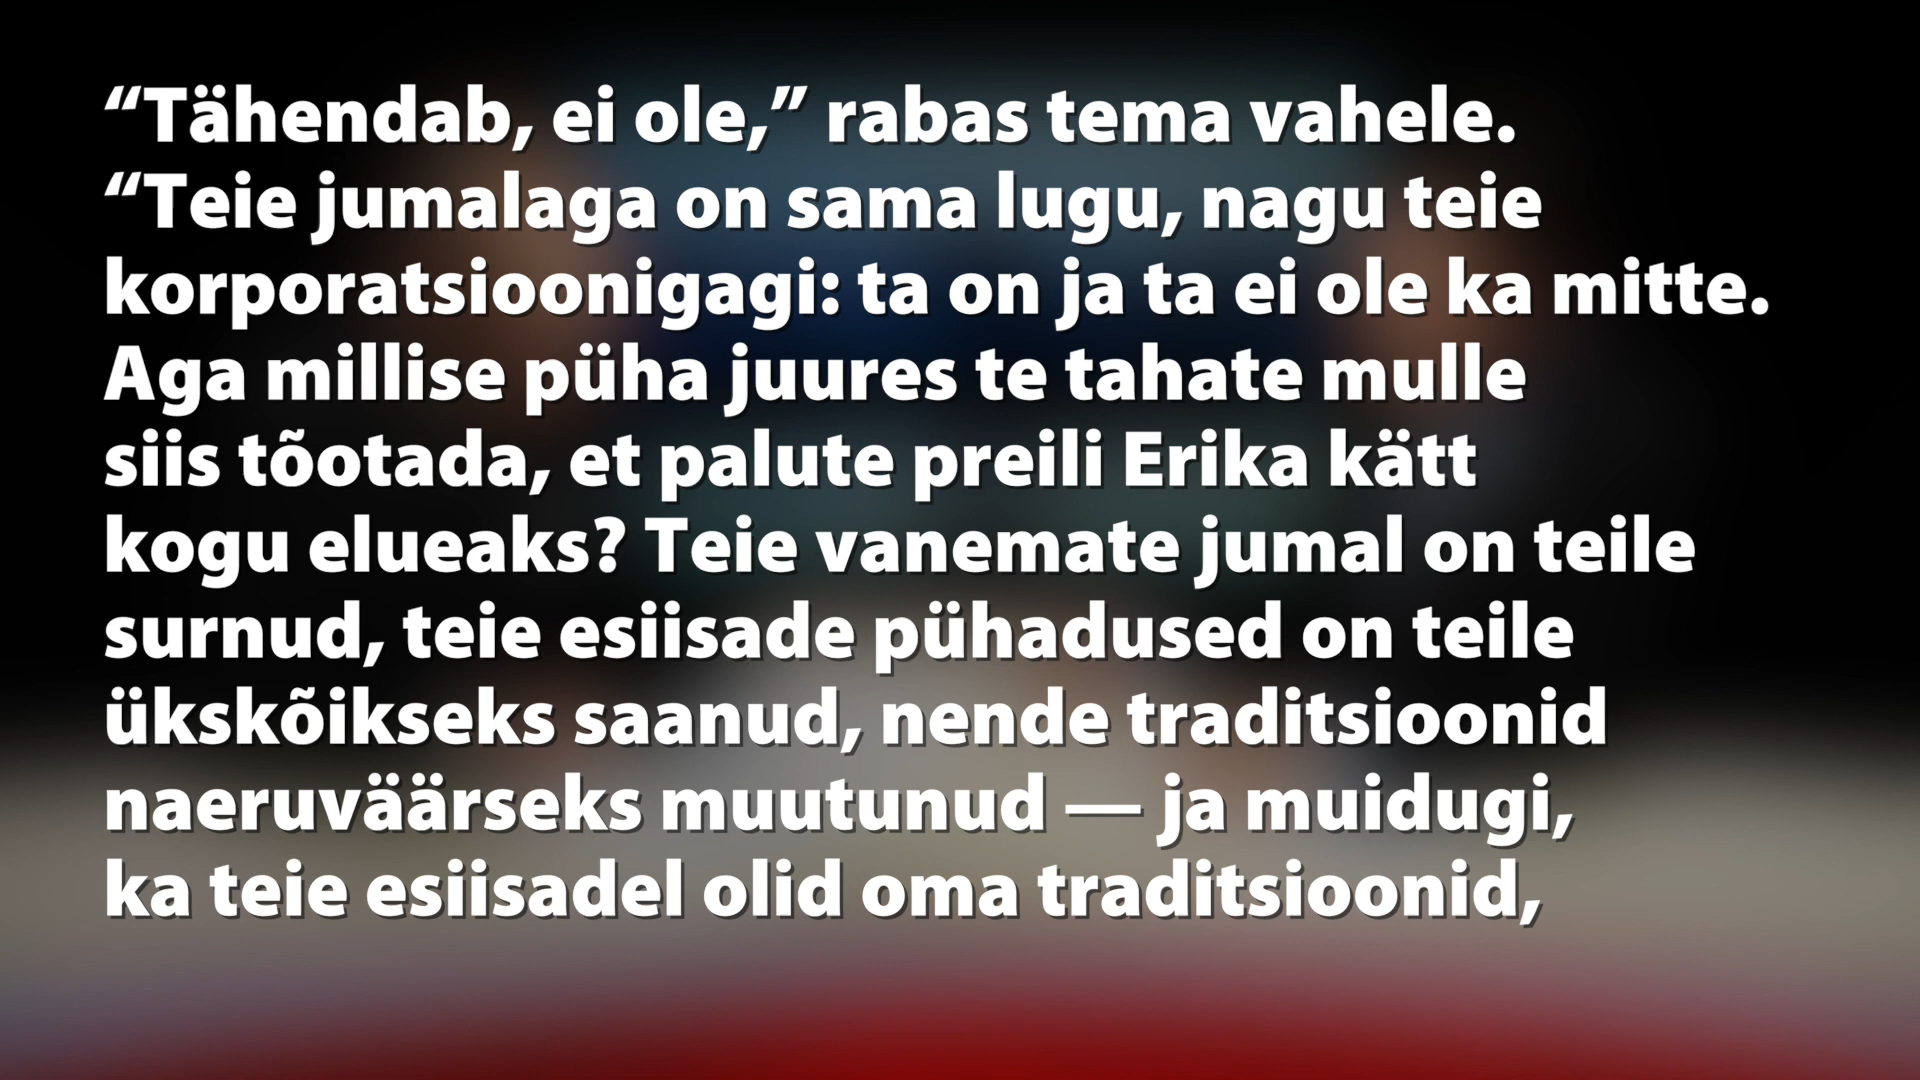 “Tähendab, ei ole,” rabas tema vahele.
“Teie jumalaga on sama lugu, nagu teie
korporatsioonigagi: ta on ja ta ei ole ka mitte.
Aga millise püha juures te tahate mulle
siis tõotada, et palute preili Erika kätt
kogu elueaks? Teie vanemate jumal on teile
surnud, teie esiisade pühadused on teile
ükskõikseks saanud, nende traditsioonid
naeruväärseks muutunud — ja muidugi,
ka teie esiisadel olid oma traditsioonid,